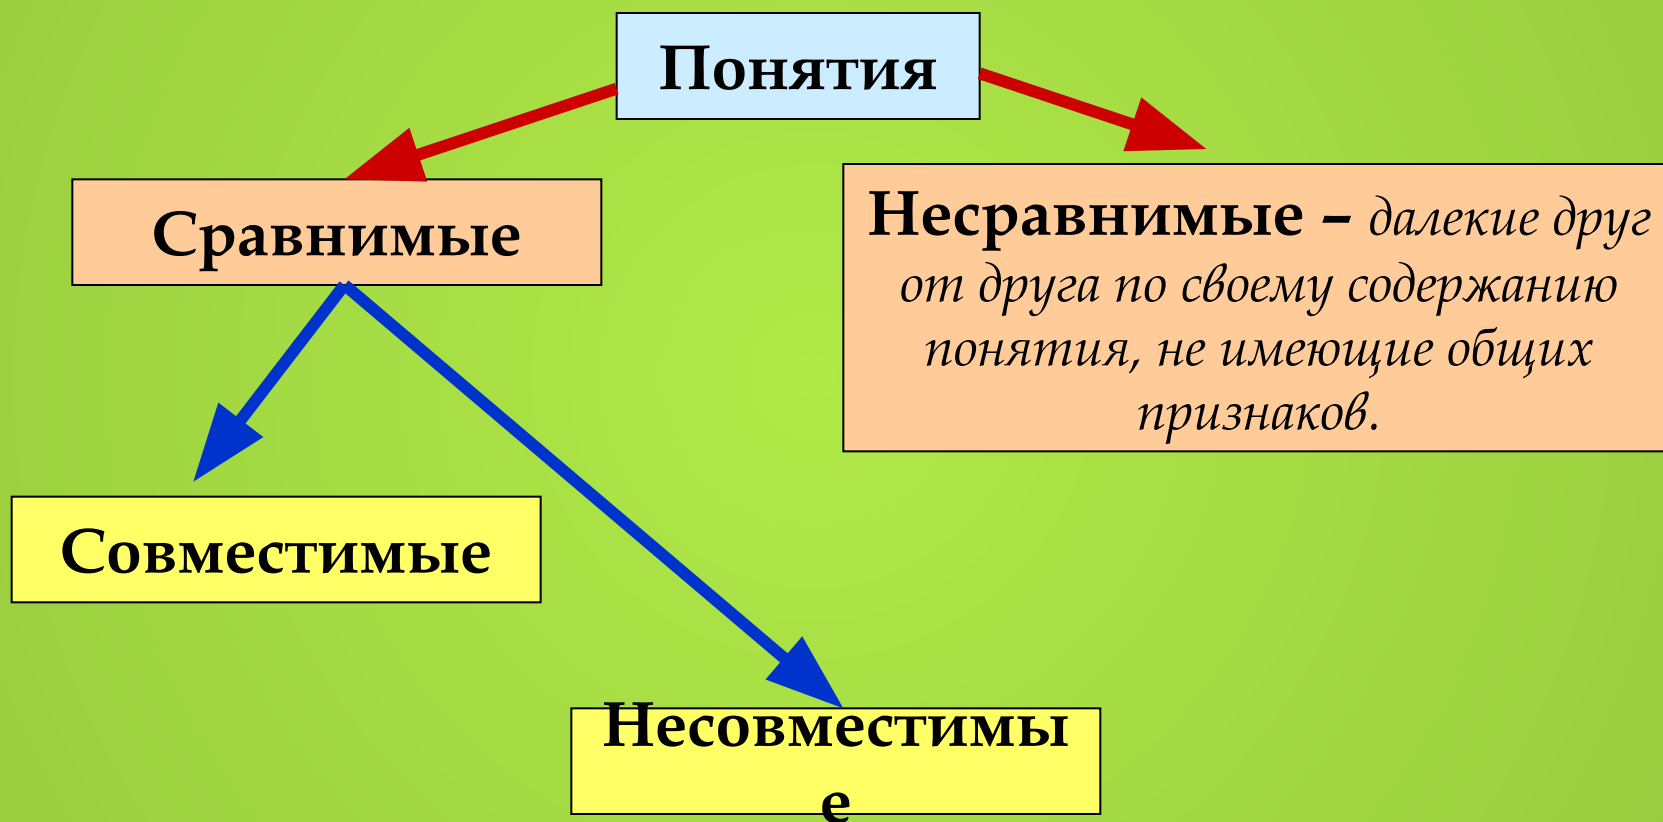 Понятия
Сравнимые
Несравнимые – далекие друг
от друга по своему содержанию
понятия, не имеющие общих
признаков.
Совместимые
Несовместимы
е